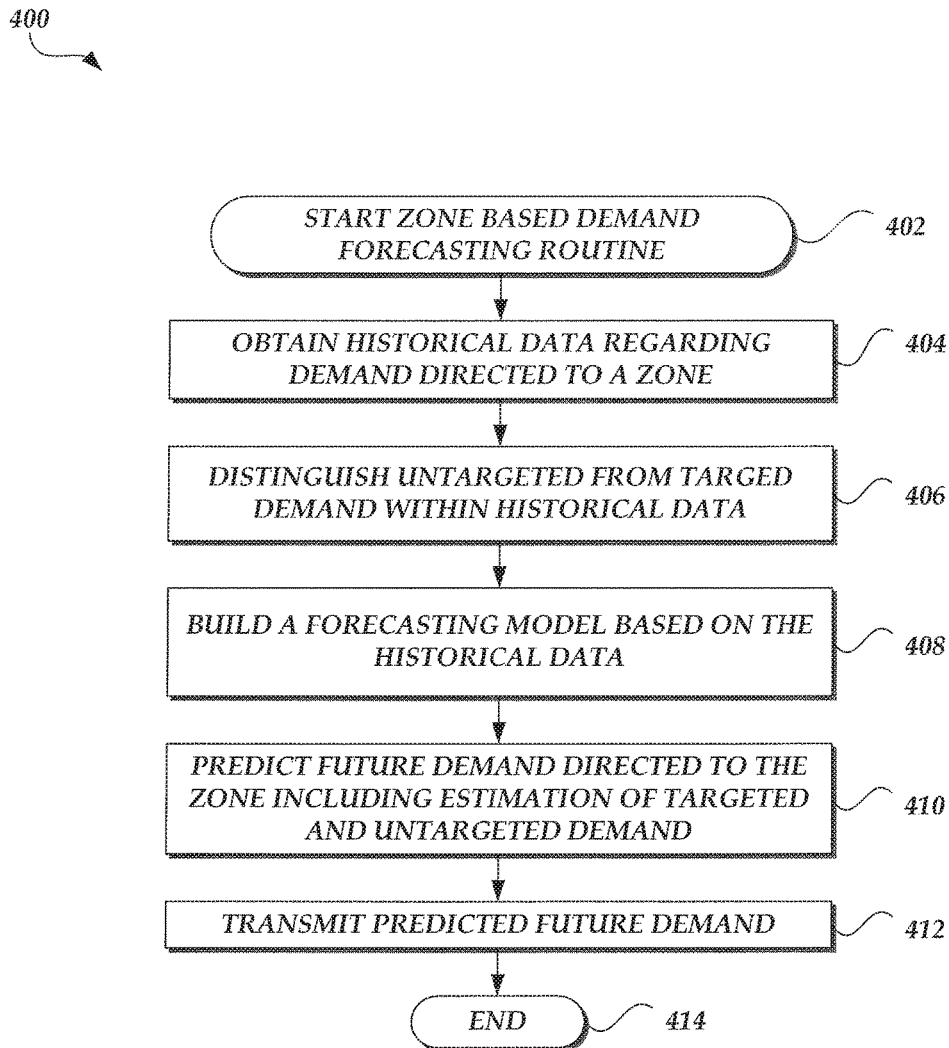 400
START ZONE BASED DEMAND
FORECASTING ROUTINE
402
OBTAIN HISTORICAL DATA REGARDING
DEMAND DIRECTED TO A ZONE
404
DISTINGUISH UNTARGETED FROM TARGED
DEMAND WITHIN HISTORICAL DATA
406
BUILD A FORECASTING MODEL BASED ON THE
HISTORICAL DATA
408
PREDICT FUTURE DEMAND DIRECTED TO THE
ZONE INCLUDING ESTIMATION OF TARGETED
AND UNTARGETED DEMAND
410
TRANSMIT PREDICTED FUTURE DEMAND
412
END
414